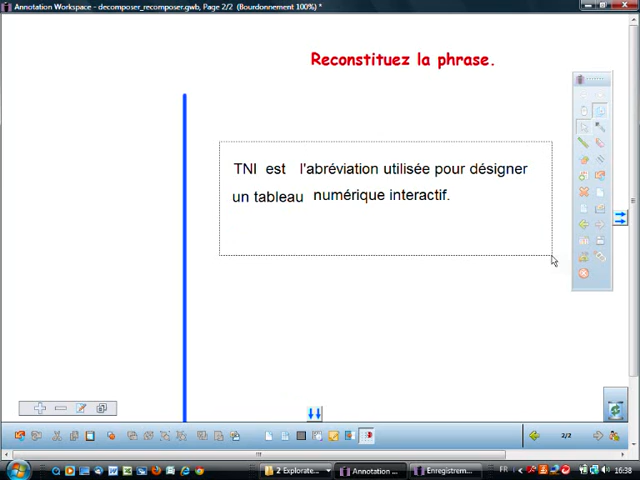 Annotation Workspace - decomposer_recomposer.gwb, Page 2/2 (Bourdonnement 100%) *
Reconstituez la phrase.
TNI est l'abréviation utilisée pour désigner
un tableau numérique interactif.
2/2
2 Explorate...
Annotation ...
Enregistrem...
FR
16:38